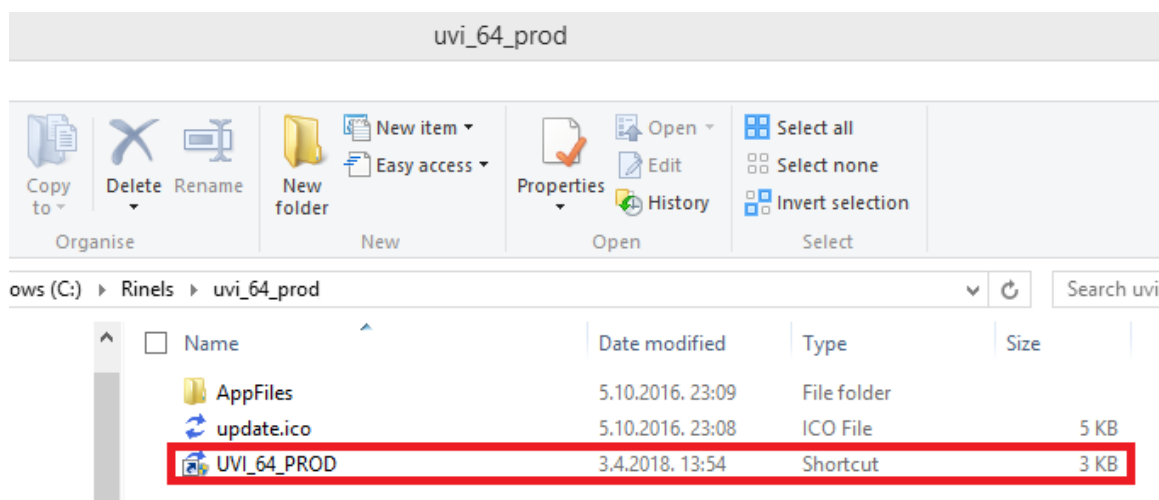 uvi_64_prod
New item
Open
Select all
Easy access
Edit
Select none
Copy to
Delete
Rename
New folder
Properties
History
Invert selection
Organise
New
Open
Select
ows (C:) Rinels uvi_64_prod
Search uvi
Name Date modified Type Size
AppFiles 5.10.2016. 23:09 File folder
update.ico 5.10.2016. 23:08 ICO File 5 KB
UVI_64_PROD 3.4.2018. 13:54 Shortcut 3 KB